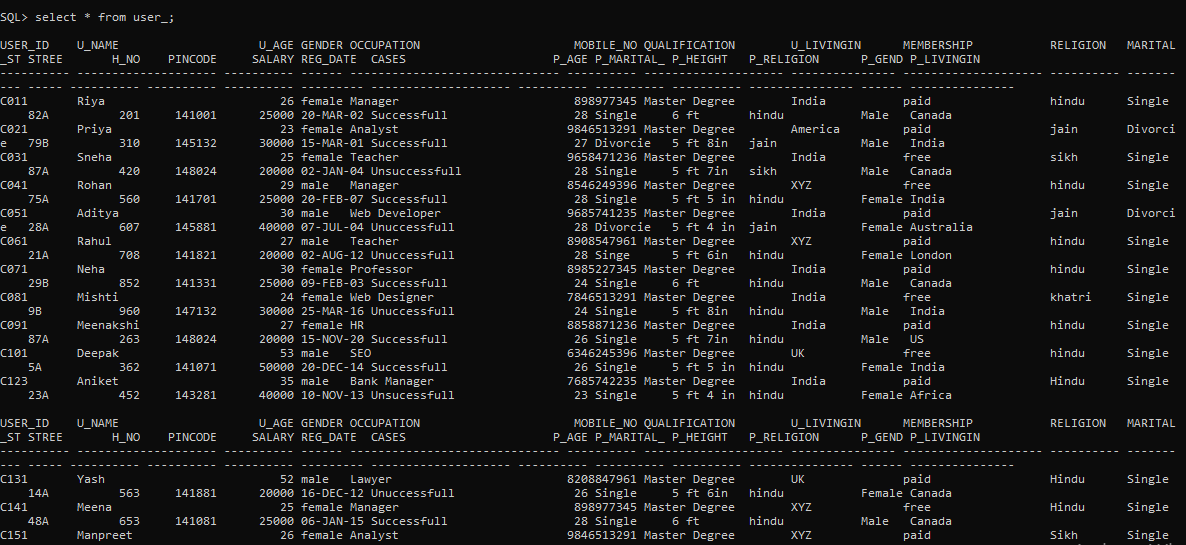 SQL> select * from user_;
USER_ID    U_NAME                    U_AGE GENDER OCCUPATION                      MOBILE_NO QUALIFICATION        U_LIVINGIN      MEMBERSHIP           RELIGION   MARITAL
_ST STREE       H_NO    PINCODE     SALARY REG_DATE  CASES                     P_AGE P_MARITAL_ P_HEIGHT   P_RELIGION      P_GEND P_LIVINGIN
---------- -------------------- ---------- ------ ------------------------- ---------- -------------------- --------------- -------------------- ---------- -------
--- ----- ---------- ---------- ---------- --------- -------------------- ---------- ---------- ---------- --------------- ------ ---------------
C011       Riya                         26 female Manager                         898977345 Master Degree        India           paid                 hindu      Single
    82A          201     141001      25000 20-MAR-02 Successfull                  28 Single     6 ft       hindu           Male   Canada
C021       Priya                        23 female Analyst                        9846513291 Master Degree        America         paid                 jain       Divorci
e   79B          310     145132      30000 15-MAR-01 Successfull                  27 Divorcie   5 ft 8in   jain            Male   India
C031       Sneha                        25 female Teacher                        9658471236 Master Degree        India           free                 sikh       Single
    87A          420     148024      20000 02-JAN-04 Unsuccessfull                28 Single     5 ft 7in   sikh            Male   Canada
C041       Rohan                        29 male   Manager                        8546249396 Master Degree        XYZ             free                 hindu      Single
    75A          560     141701      25000 20-FEB-07 Successfull                  28 Single     5 ft 5 in  hindu           Female India
C051       Aditya                       30 male   Web Developer                  9685741235 Master Degree        India           paid                 jain       Divorci
e   28A          607     145881      40000 07-JUL-04 Unuccessfull                 28 Divorcie   5 ft 4 in  jain            Female Australia
C061       Rahul                        27 male   Teacher                        8908547961 Master Degree        XYZ             paid                 hindu      Single
    21A          708     141821      20000 02-AUG-12 Unuccessfull                 28 Singe      5 ft 6in   hindu           Female London
C071       Neha                         30 female Professor                      8985227345 Master Degree        India           paid                 hindu      Single
    29B          852     141331      25000 09-FEB-03 Successfull                  24 Single     6 ft       hindu           Male   Canada
C081       Mishti                       24 female Web Designer                   7846513291 Master Degree        India           free                 khatri     Single
    9B           960     147132      30000 25-MAR-16 Unuccessfull                 24 Single     5 ft 8in   hindu           Male   India
C091       Meenakshi                    27 female HR                             8858871236 Master Degree        India           paid                 hindu      Single
    87A          263     148024      20000 15-NOV-20 Successfull                  26 Single     5 ft 7in   hindu           Male   US
C101       Deepak                       53 male   SEO                            6346245396 Master Degree        UK              free                 hindu      Single
    5A           362     141071      50000 20-DEC-14 Successfull                  26 Single     5 ft 5 in  hindu           Female India
C123       Aniket                       35 male   Bank Manager                   7685742235 Master Degree        India           paid                 Hindu      Single
    23A          452     143281      40000 10-NOV-13 Unsucessfull                 23 Single     5 ft 4 in  hindu           Female Africa
USER_ID    U_NAME                    U_AGE GENDER OCCUPATION                      MOBILE_NO QUALIFICATION        U_LIVINGIN      MEMBERSHIP           RELIGION   MARITAL
_ST STREE       H_NO    PINCODE     SALARY REG_DATE  CASES                     P_AGE P_MARITAL_ P_HEIGHT   P_RELIGION      P_GEND P_LIVINGIN
---------- -------------------- ---------- ------ ------------------------- ---------- -------------------- --------------- -------------------- ---------- -------
--- ----- ---------- ---------- ---------- --------- -------------------- ---------- ---------- ---------- --------------- ------ ---------------
C131       Yash                         52 male   Lawyer                         8208847961 Master Degree        UK              paid                 Hindu      Single
    14A          563     141881      20000 16-DEC-12 Unuccessfull                 26 Single     5 ft 6in   hindu           Female Canada
C141       Meena                        25 female Manager                         898977345 Master Degree        XYZ             free                 Hindu      Single
    48A          653     141081      25000 06-JAN-15 Successfull                  28 Single     6 ft       hindu           Male   Canada
C151       Manpreet                     26 female Analyst                        9846513291 Master Degree        XYZ             paid                 Sikh       Single